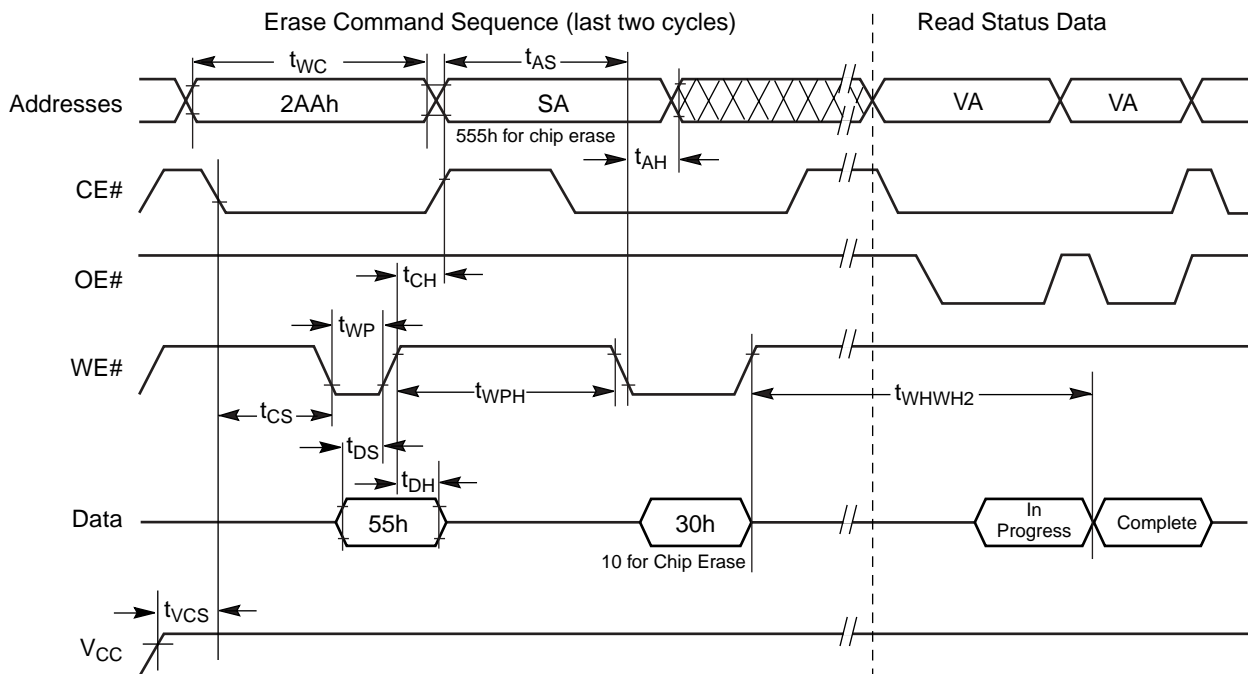 Erase Command Sequence (last two cycles)
Read Status Data
tWC
tAS
Addresses
2AAh
SA
VA
VA
555h for chip erase
tAH
CE#
OE#
tCH
tWP
WE#
tWPH
tWHWH2
tCS
tDS
tDH
Data
55h
30h
In
Progress
Complete
10 for Chip Erase
tVCS
VCC